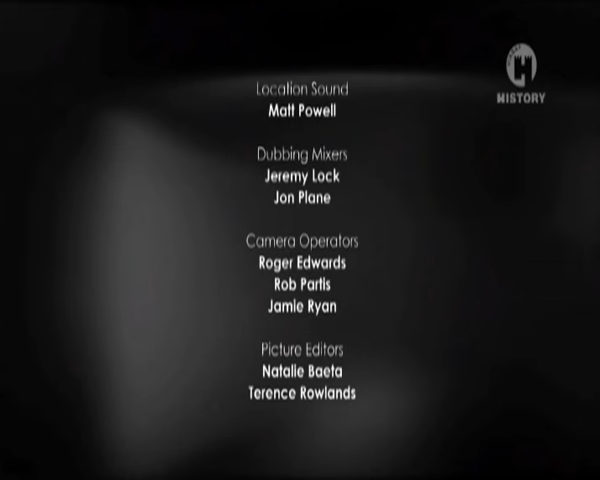 Location Sound
Matt Powell
Dubbing Mixers
Jeremy Lock
Jon Plane
Camera Operators
Roger Edwards
Rob Partis
Jamie Ryan
Picture Editors
Natalie Baeta
Terence Rowlands
HISTORY